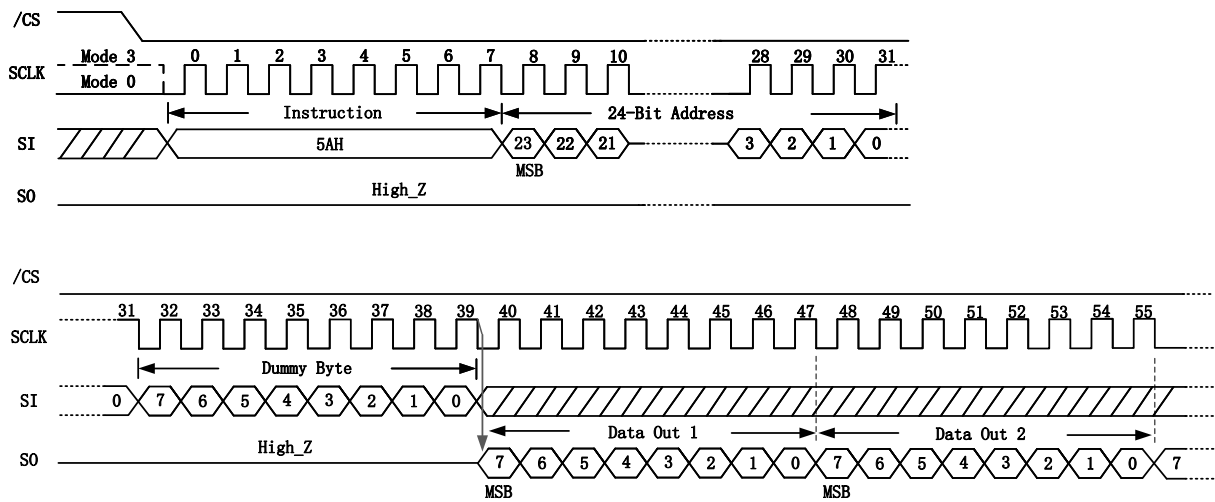 /CS
Mode 3 0 1 2 3 4 5 6 7 8 9 10 28 29 30 31
SCLK
Mode 0
Instruction 24-Bit Address
SI 5AH 23 22 21 3 2 1 0
MSB
High_Z
SO
/CS
31 32 33 34 35 36 37 38 39 40 41 42 43 44 45 46 47 48 49 50 51 52 53 54 55
SCLK
Dummy Byte
SI 0 7 6 5 4 3 2 1 0
High_Z Data Out 1 Data Out 2
SO 7 6 5 4 3 2 1 0 7 6 5 4 3 2 1 0 7
MSB MSB